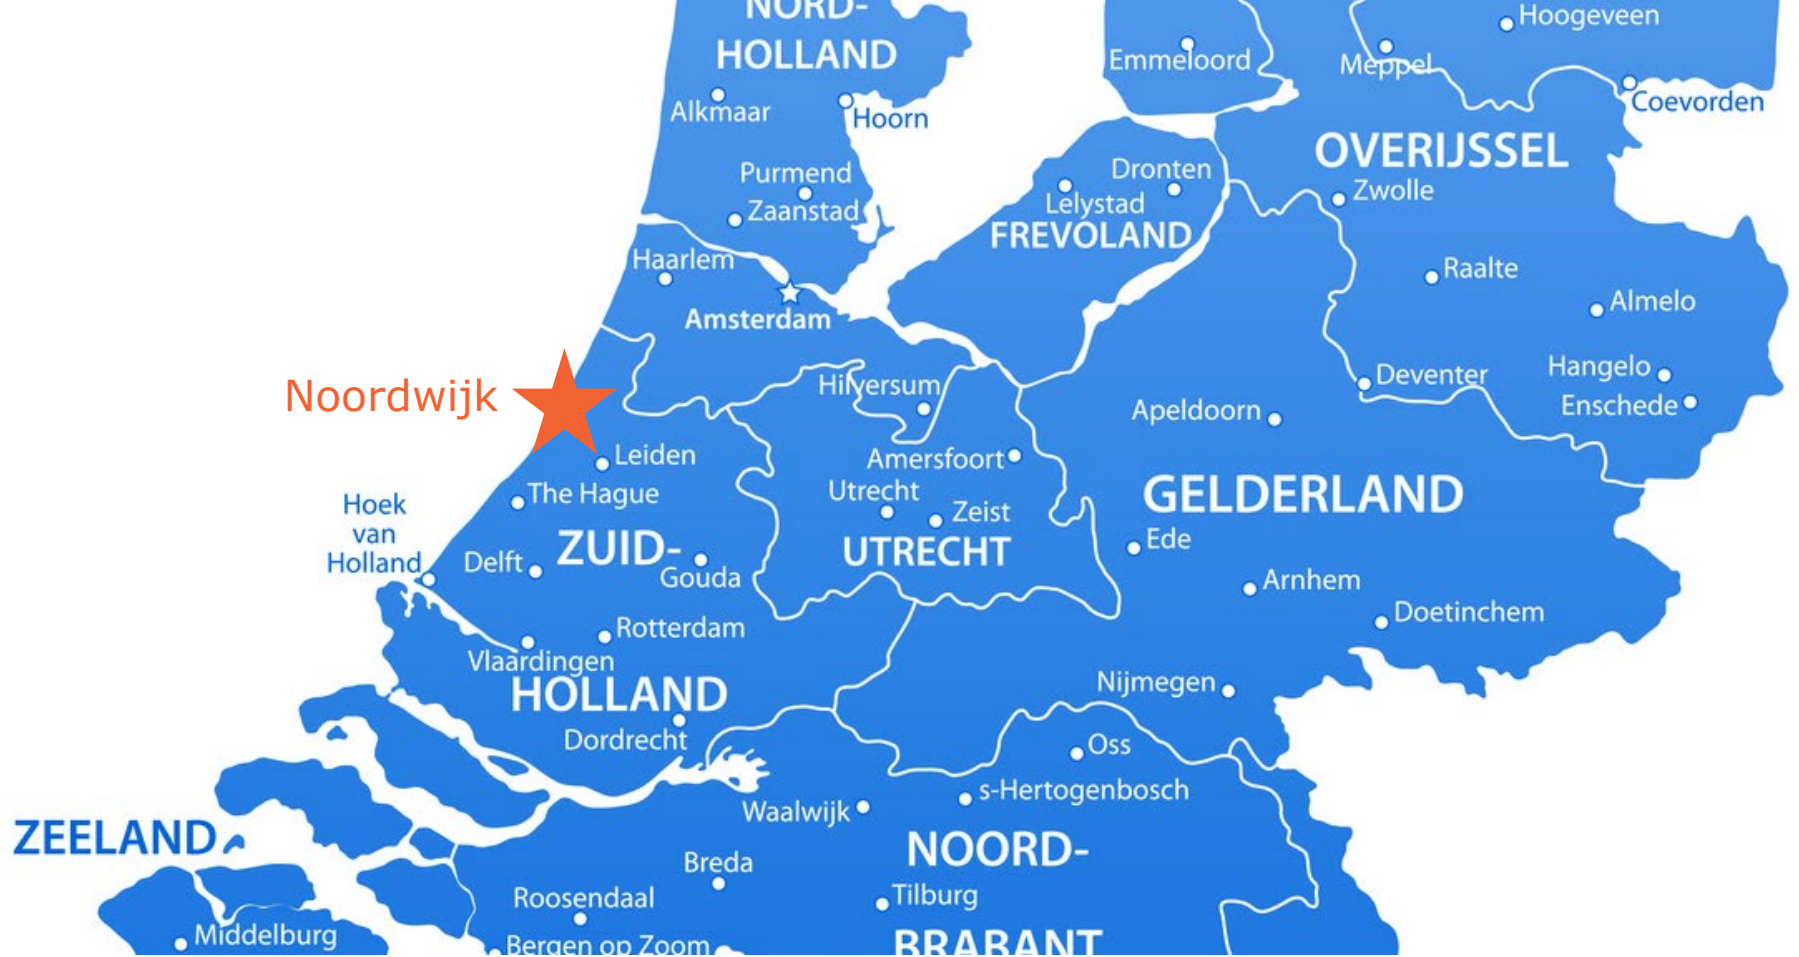 NORD-
HOLLAND
Hoogeveen
Emmeloord
Meppel
Alkmaar
Hoorn
Coevorden
OVERIJSSEL
Purmend
Zaanstad
Dronten
Lelystad
FREVOLAND
Zwolle
Haarlem
Amsterdam
Raalte
Almelo
Noordwijk
Hilversum
Deventer
Hangelo
Enschede
Apeldoorn
Leiden
The Hague
Amersfoort
Utrecht
Zeist
UTRECHT
GELDERLAND
Hoek
van
Holland
Delft
ZUID-
Gouda
Ede
Arnhem
Doetinchem
Rotterdam
Vlaardingen
HOLLAND
Dordrecht
Nijmegen
Oss
s-Hertogenbosch
Waalwijk
ZEELAND
NOORD-
Breda
Roosendaal
Tilburg
Middelburg
Bergen op Zoom
BRABANT